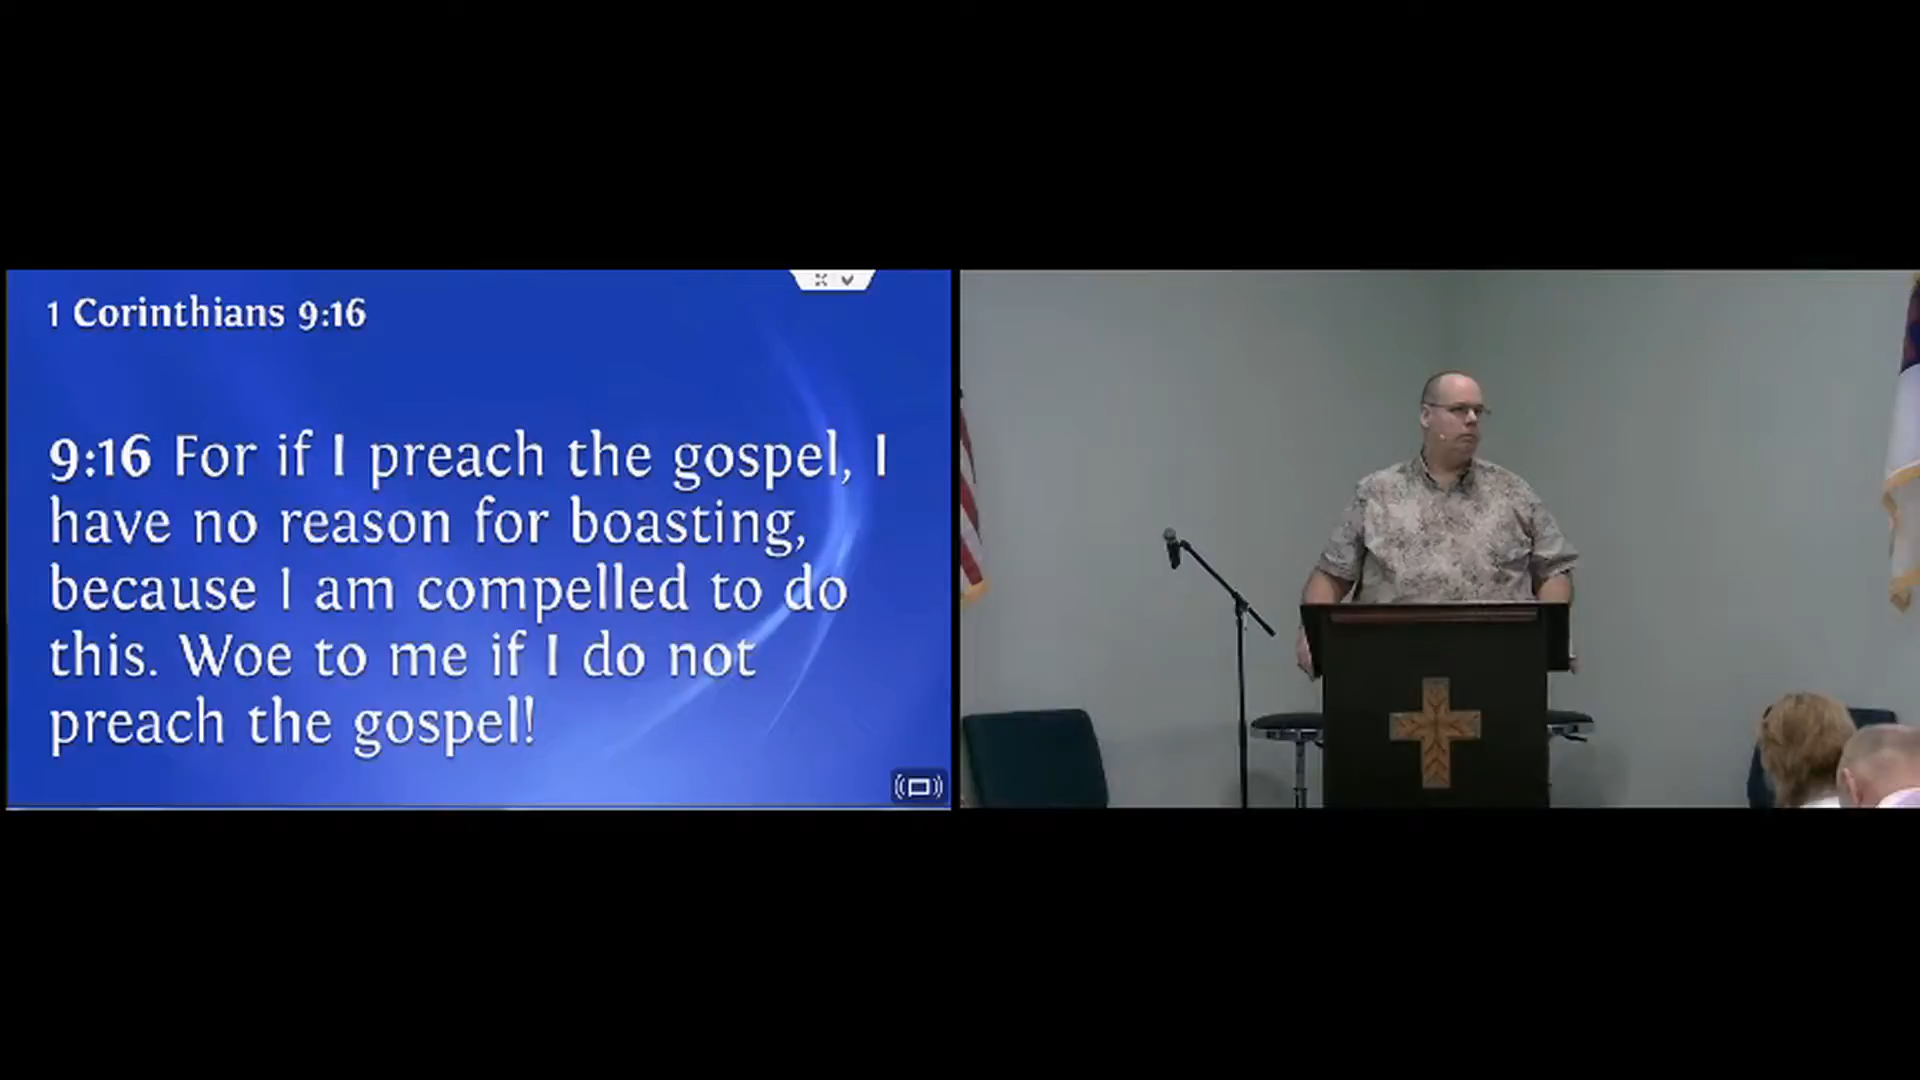 1 Corinthians 9:16
9:16 For if I preach the gospel, I
have no reason for boasting,
because I am compelled to do
this. Woe to me if I do not
preach the gospel!